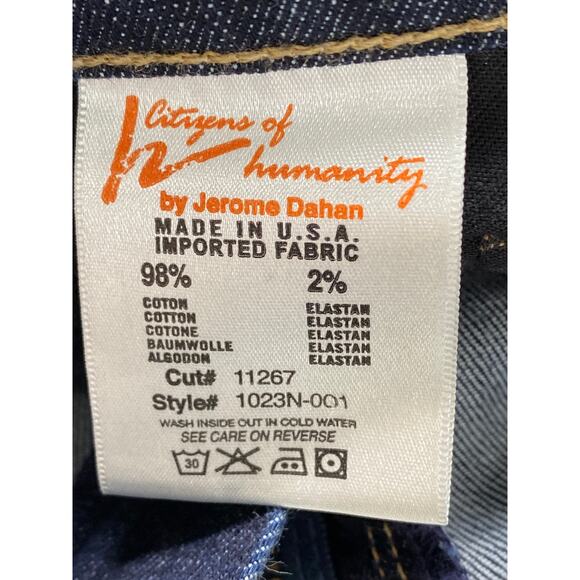 Citizens of
humanity
by Jerome Dahan
MADE IN U.S.A.
IMPORTED FABRIC
98% 2%
COTON ELASTAN
COTTON ELASTAN
COTONE ELASTAN
BAUMWOLLE ELASTAN
ALGODON ELASTAN
Cut# 11267
Style# 1023N-001
WASH INSIDE OUT IN COLD WATER
SEE CARE ON REVERSE
30